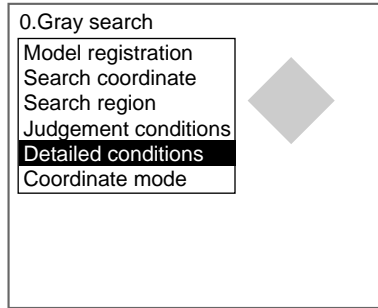 0.Gray search
Model registration
Search coordinate
Search region
Judgement conditions
Detailed conditions
Coordinate mode